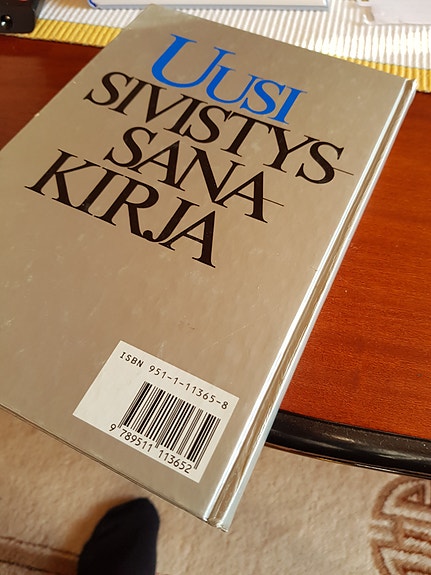 UUSI
SIVISTYS-
SANA-
KIRJA
ISBN 951-1-11365-8
9 789511 113652